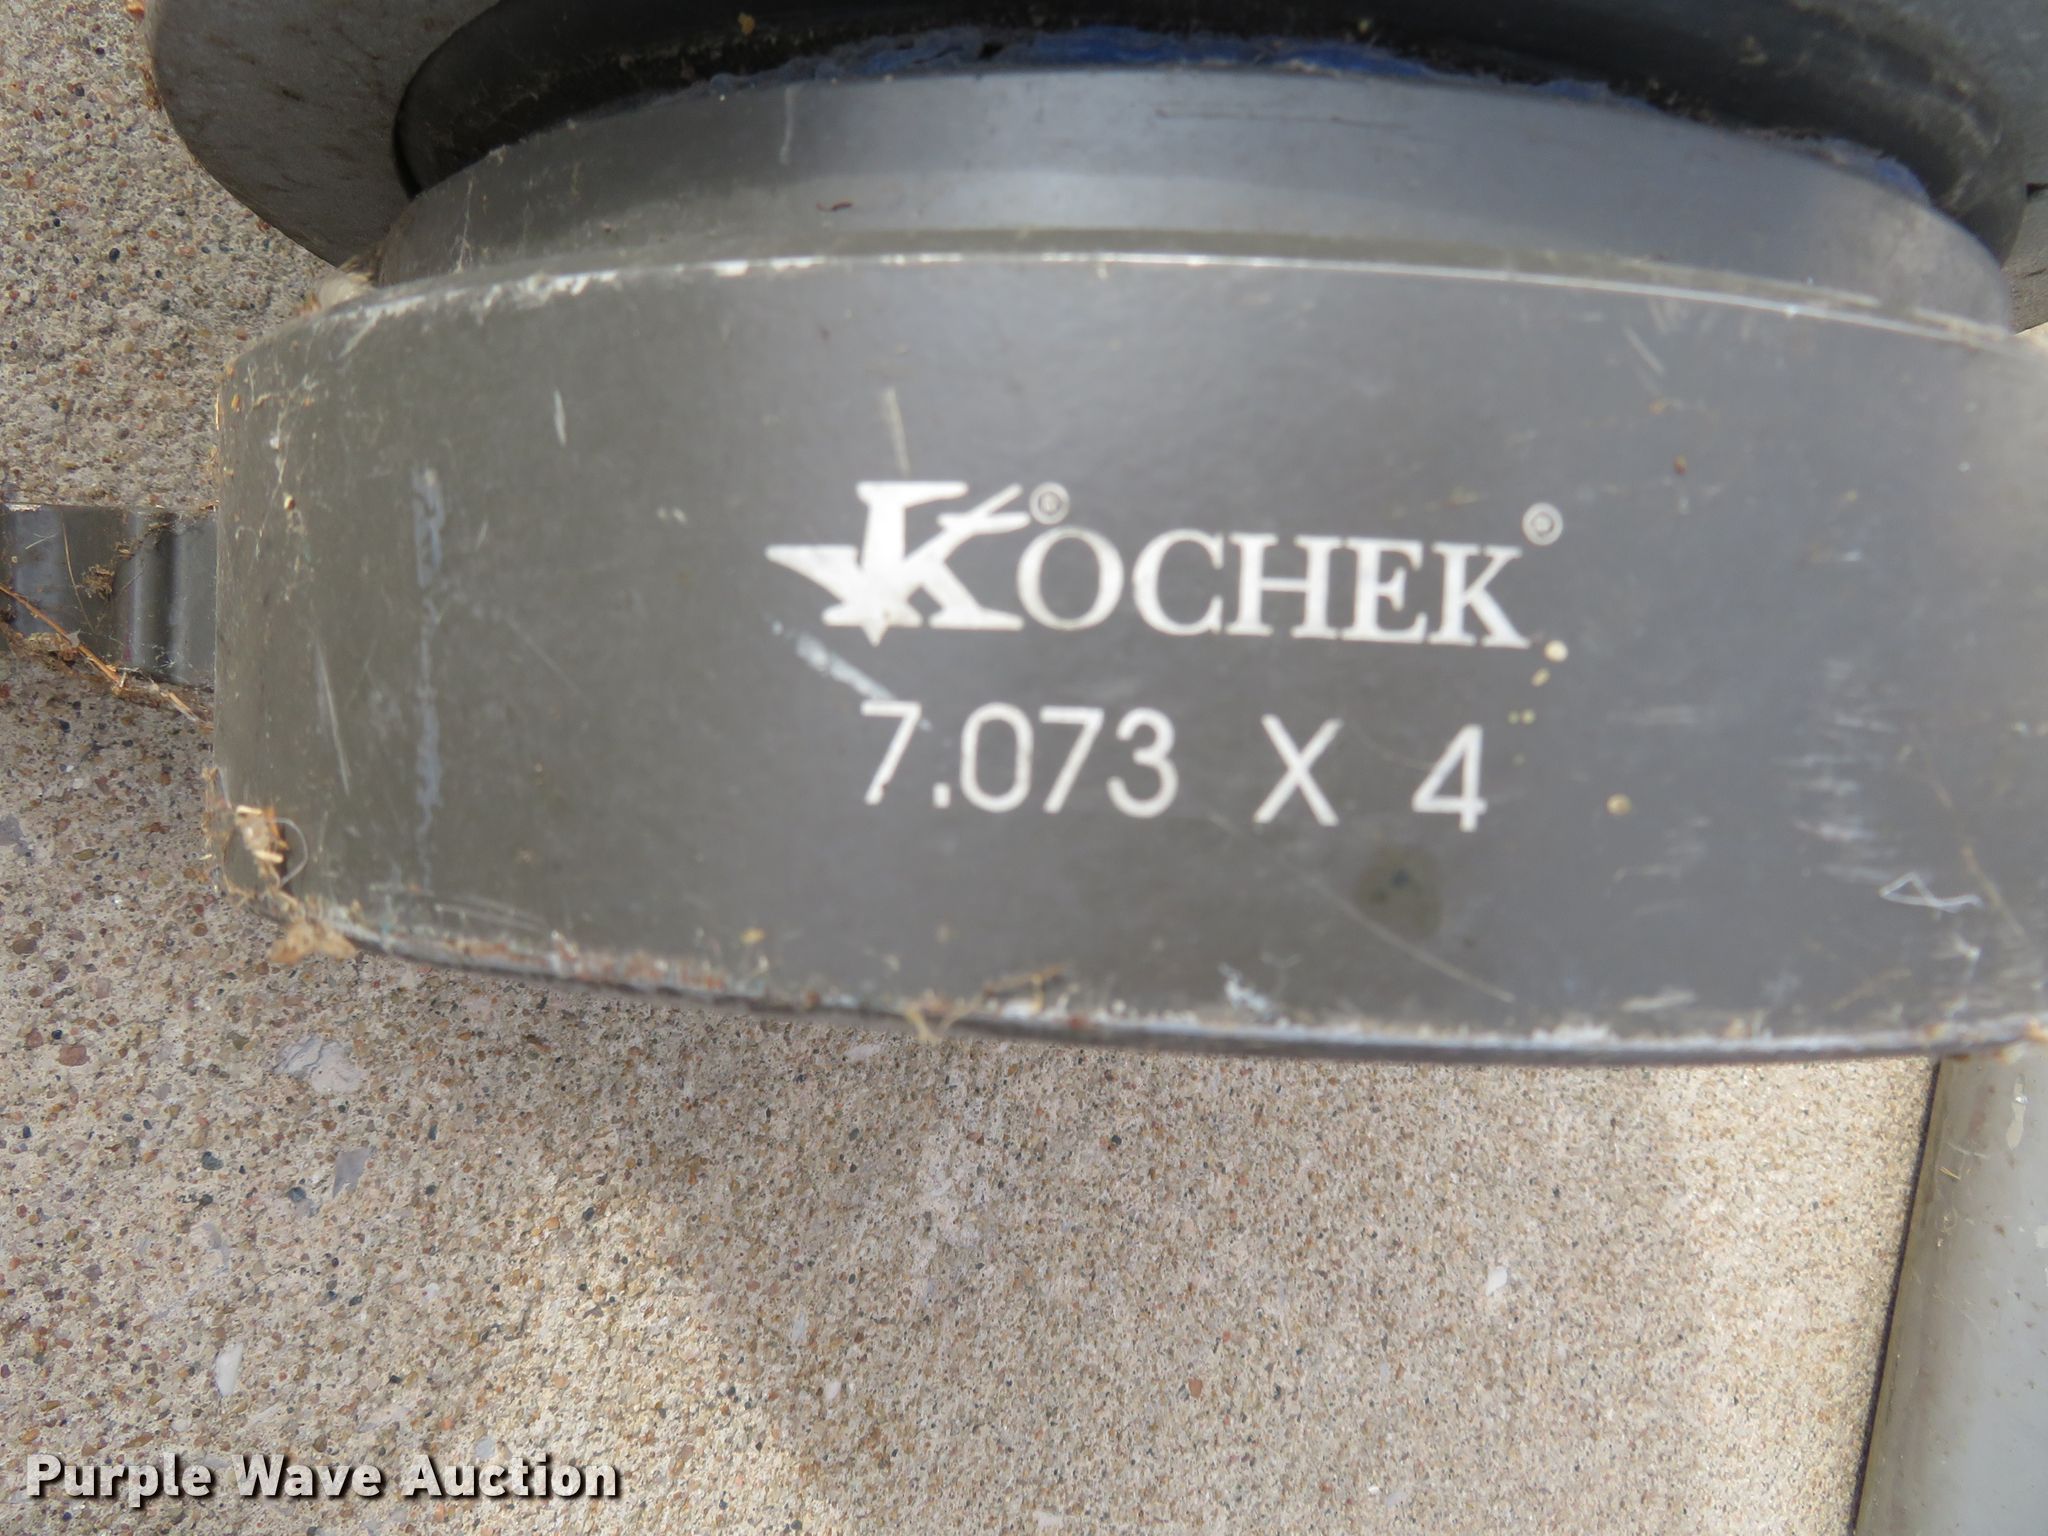 KOCHEK®
7.073 X 4
Purple Wave Auction